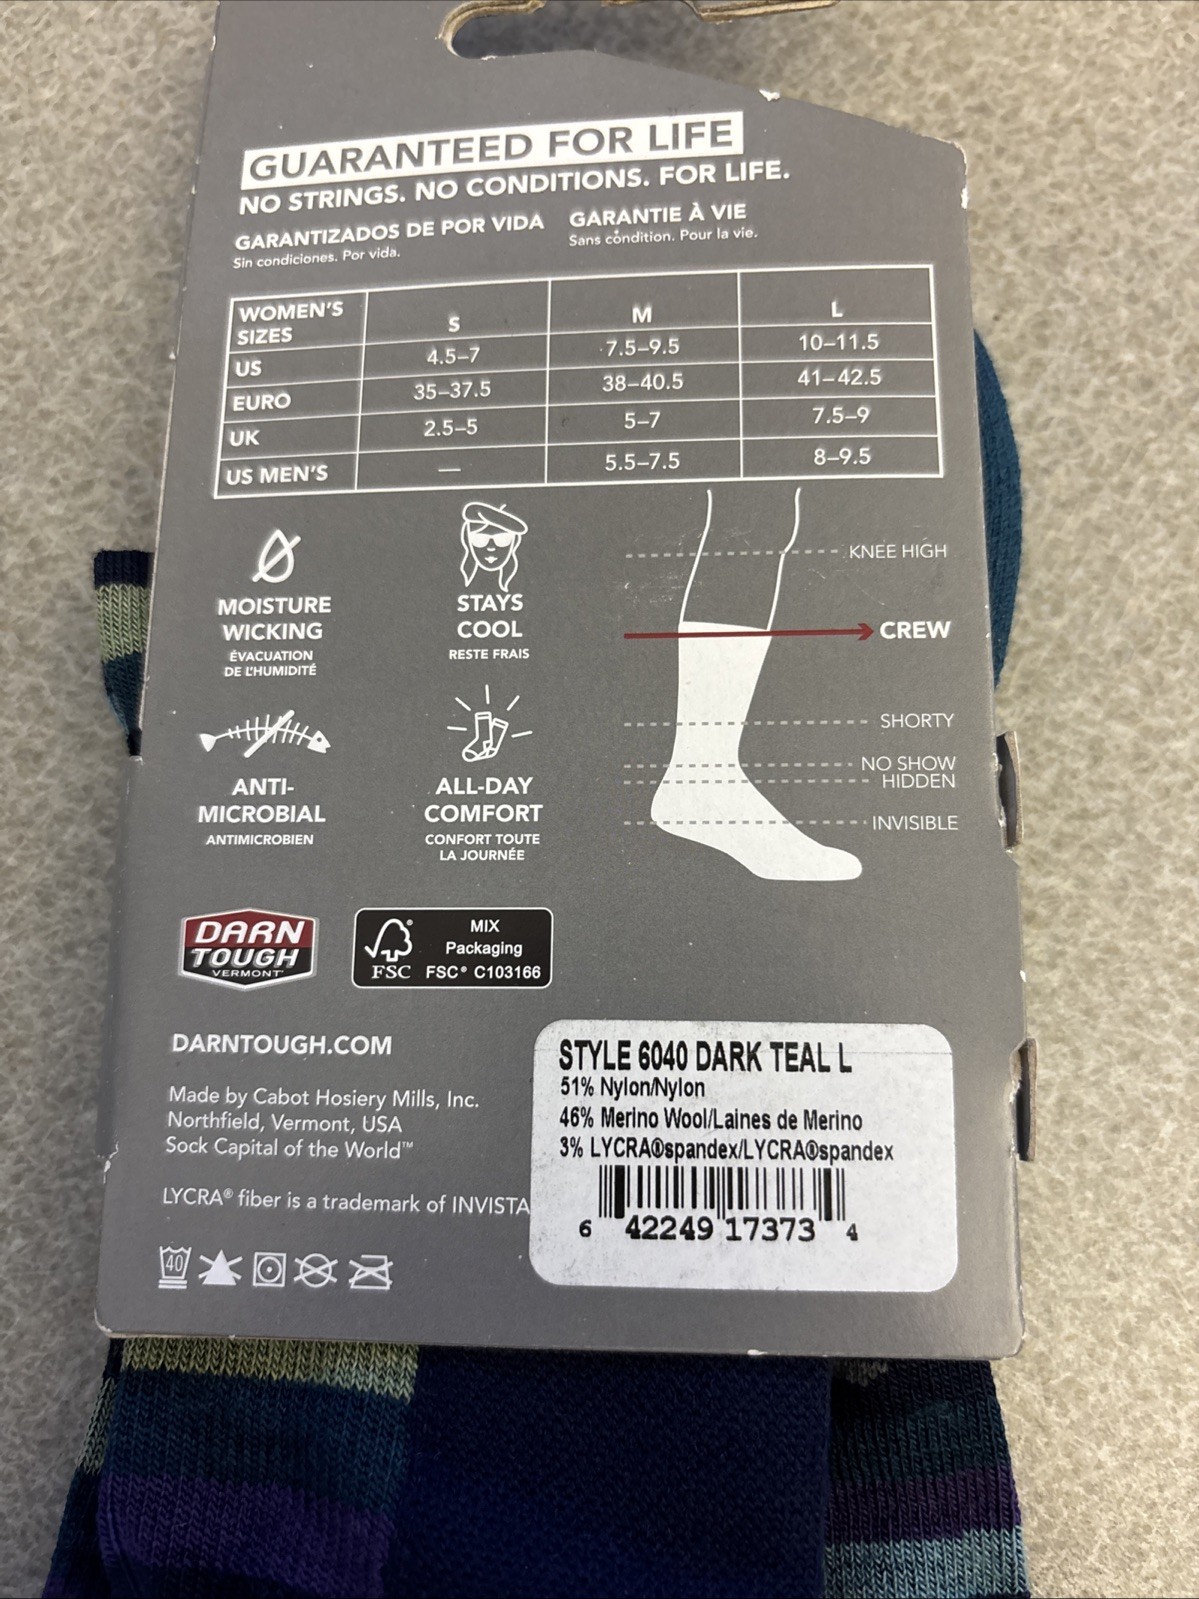 GUARANTEED FOR LIFE
NO STRINGS. NO CONDITIONS. FOR LIFE.
GARANTIZADOS DE POR VIDA
Sin condiciones. Por vida.
GARANTIE À VIE
Sans condition. Pour la vie.
WOMEN'S SIZES S M L
US 4.5–7 7.5–9.5 10–11.5
EURO 35–37.5 38–40.5 41–42.5
UK 2.5–5 5–7 7.5–9
US MEN'S — 5.5–7.5 8–9.5
MOISTURE
WICKING
ÉVACUATION
DE L'HUMIDITÉ
STAYS
COOL
RESTE FRAIS
ANTI-
MICROBIAL
ANTIMICROBIEN
ALL-DAY
COMFORT
CONFORT TOUTE
LA JOURNÉE
KNEE HIGH
CREW
SHORTY
NO SHOW
HIDDEN
INVISIBLE
DARN
TOUGH
VERMONT
FSC®
MIX
Packaging
FSC® C103166
DARNTOUGH.COM
Made by Cabot Hosiery Mills, Inc.
Northfield, Vermont, USA
Sock Capital of the World™
LYCRA® fiber is a trademark of INVISTA
40
STYLE 6040 DARK TEAL L
51% Nylon/Nylon
46% Merino Wool/Laines de Merino
3% LYCRA®spandex/LYCRA®spandex
6 42249 17373 4